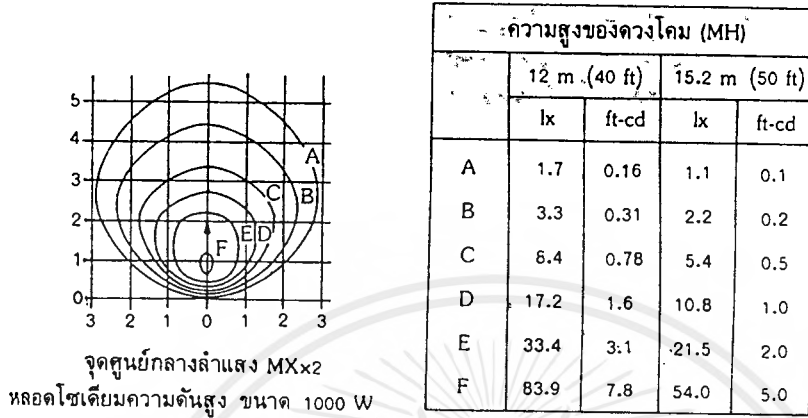 5
4
3
2
1
0
A
B
C
D
E
F
3 2 1 0 1 2 3
จุดศูนย์กลางลำแสง MX×2
หลอดโซเดียมความดันสูง ขนาด 1000 W
ความสูงของดวงโคม (MH)
12 m (40 ft) 15.2 m (50 ft)
lx ft-cd lx ft-cd
A 1.7 0.16 1.1 0.1
B 3.3 0.31 2.2 0.2
C 8.4 0.78 5.4 0.5
D 17.2 1.6 10.8 1.0
E 33.4 3.1 21.5 2.0
F 83.9 7.8 54.0 5.0